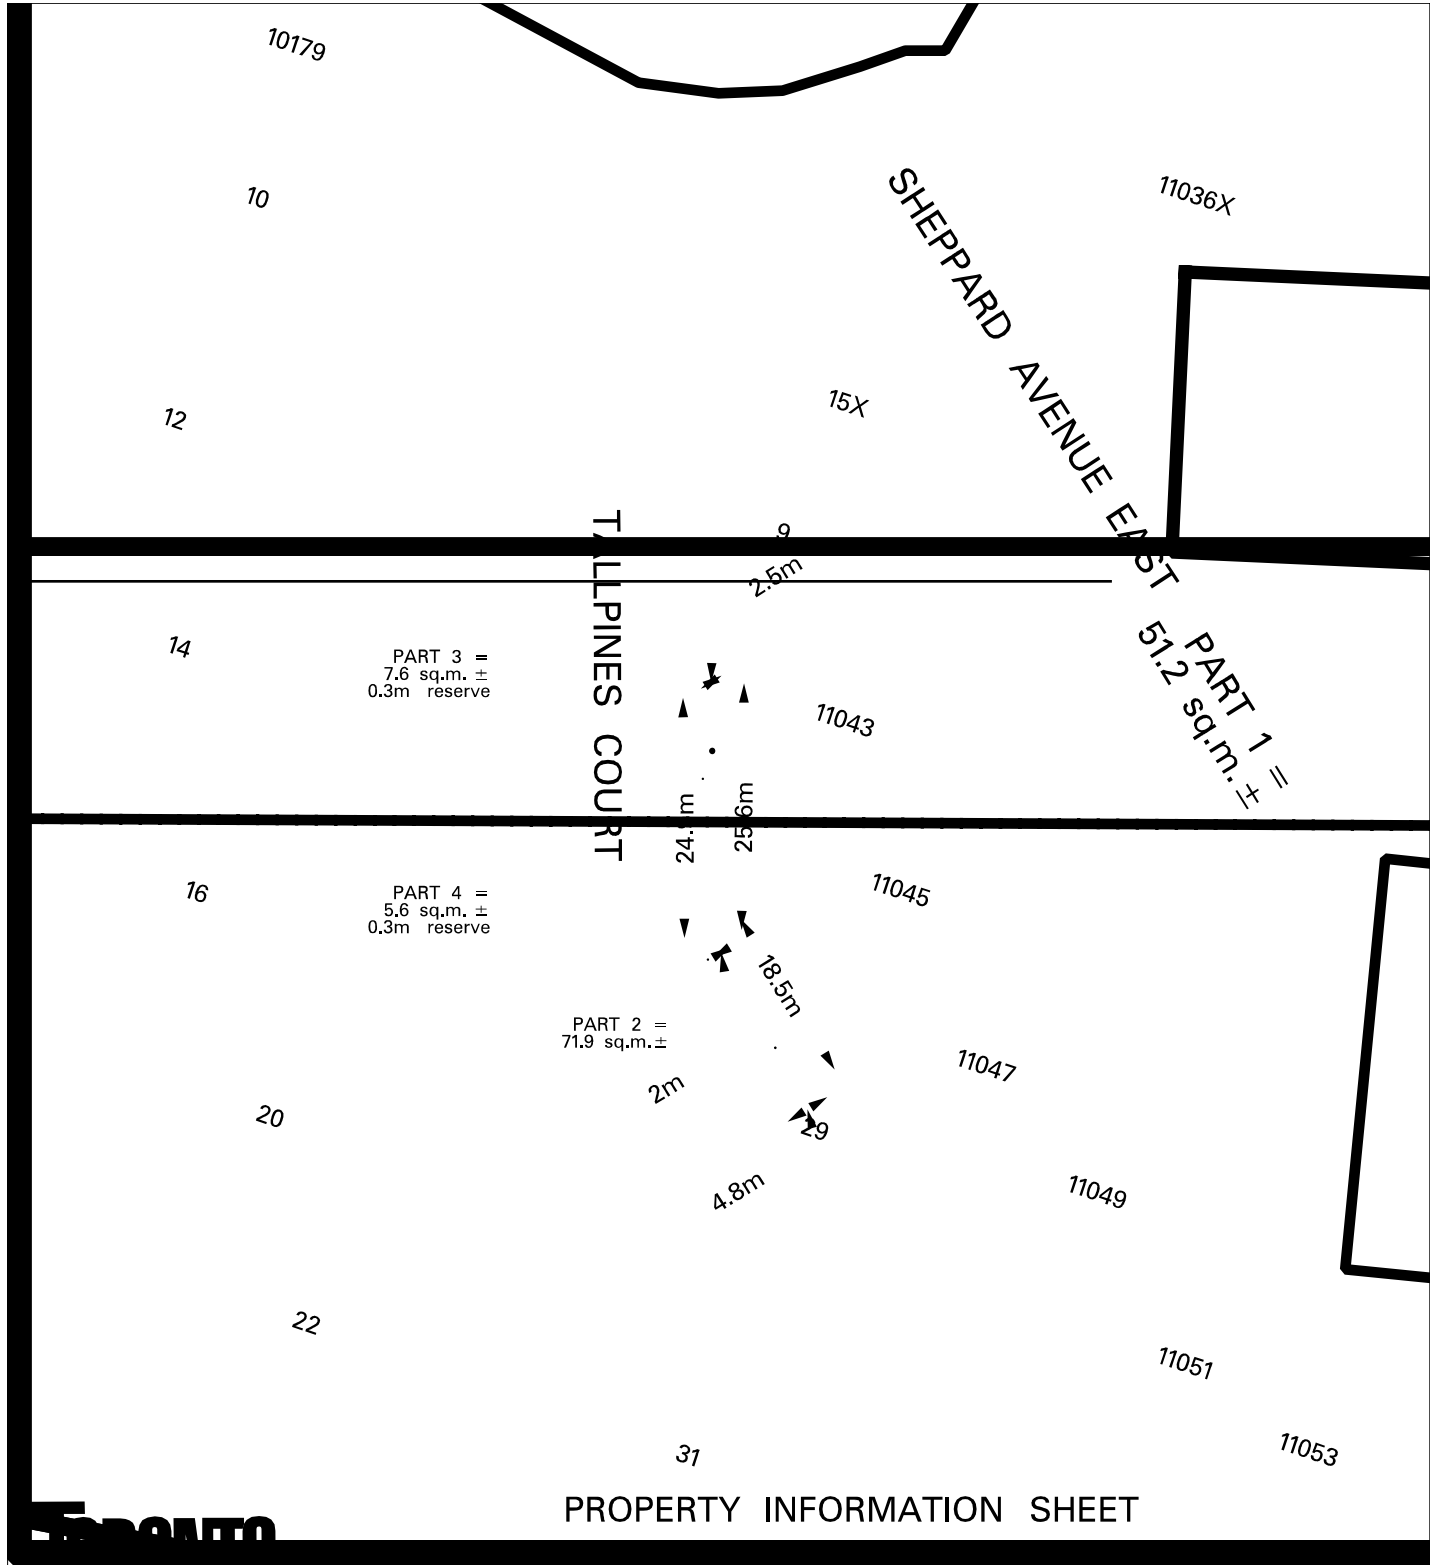 10179
10
11036X
SHEPPARD AVENUE EAST
12
15X
9
2.5m
TALLPINES COURT
14
PART 3 =
7.6 sq.m. ±
0.3m reserve
PART 1 =
51.2 sq.m. ±
11043
25.6m
16
PART 4 =
5.6 sq.m. ±
0.3m reserve
11045
18.5m
PART 2 =
71.9 sq.m.±
11047
2m
20
29
4.8m
11049
22
11051
31
11053
PROPERTY INFORMATION SHEET
TORONTO